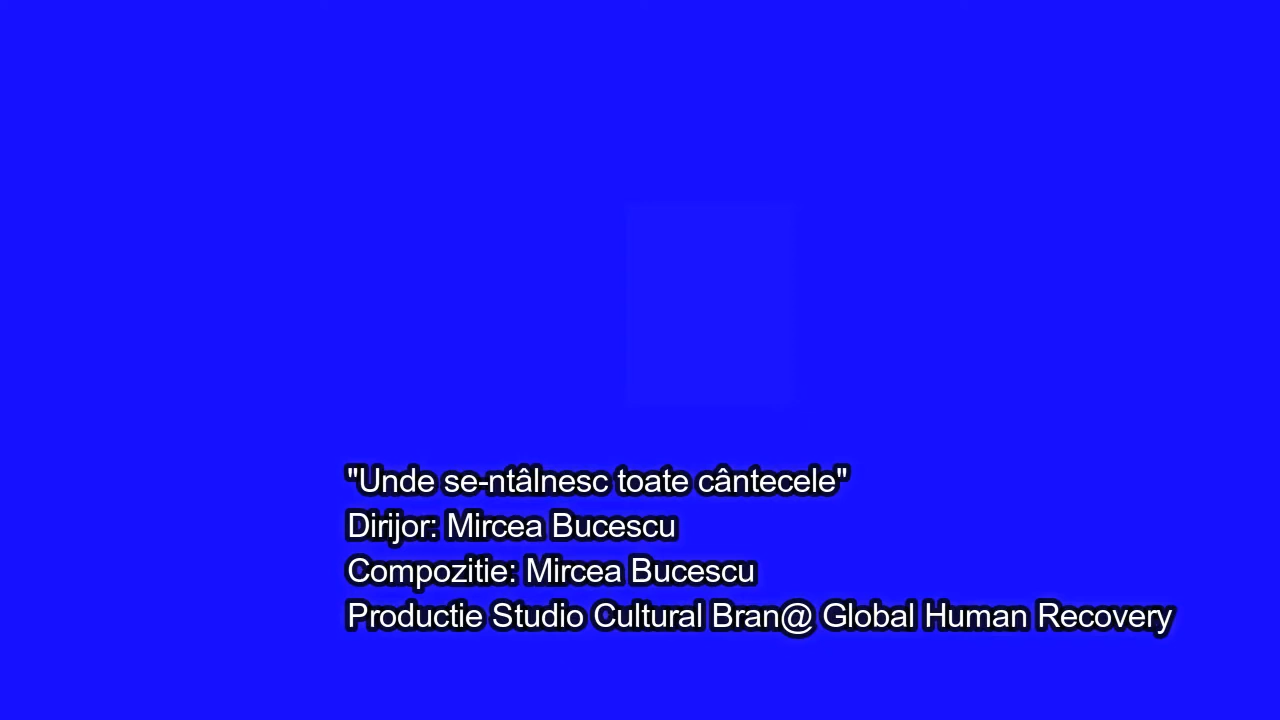 "Unde se-ntâlnesc toate cântecele"
Dirijor: Mircea Bucescu
Compozitie: Mircea Bucescu
Productie Studio Cultural Bran@ Global Human Recovery